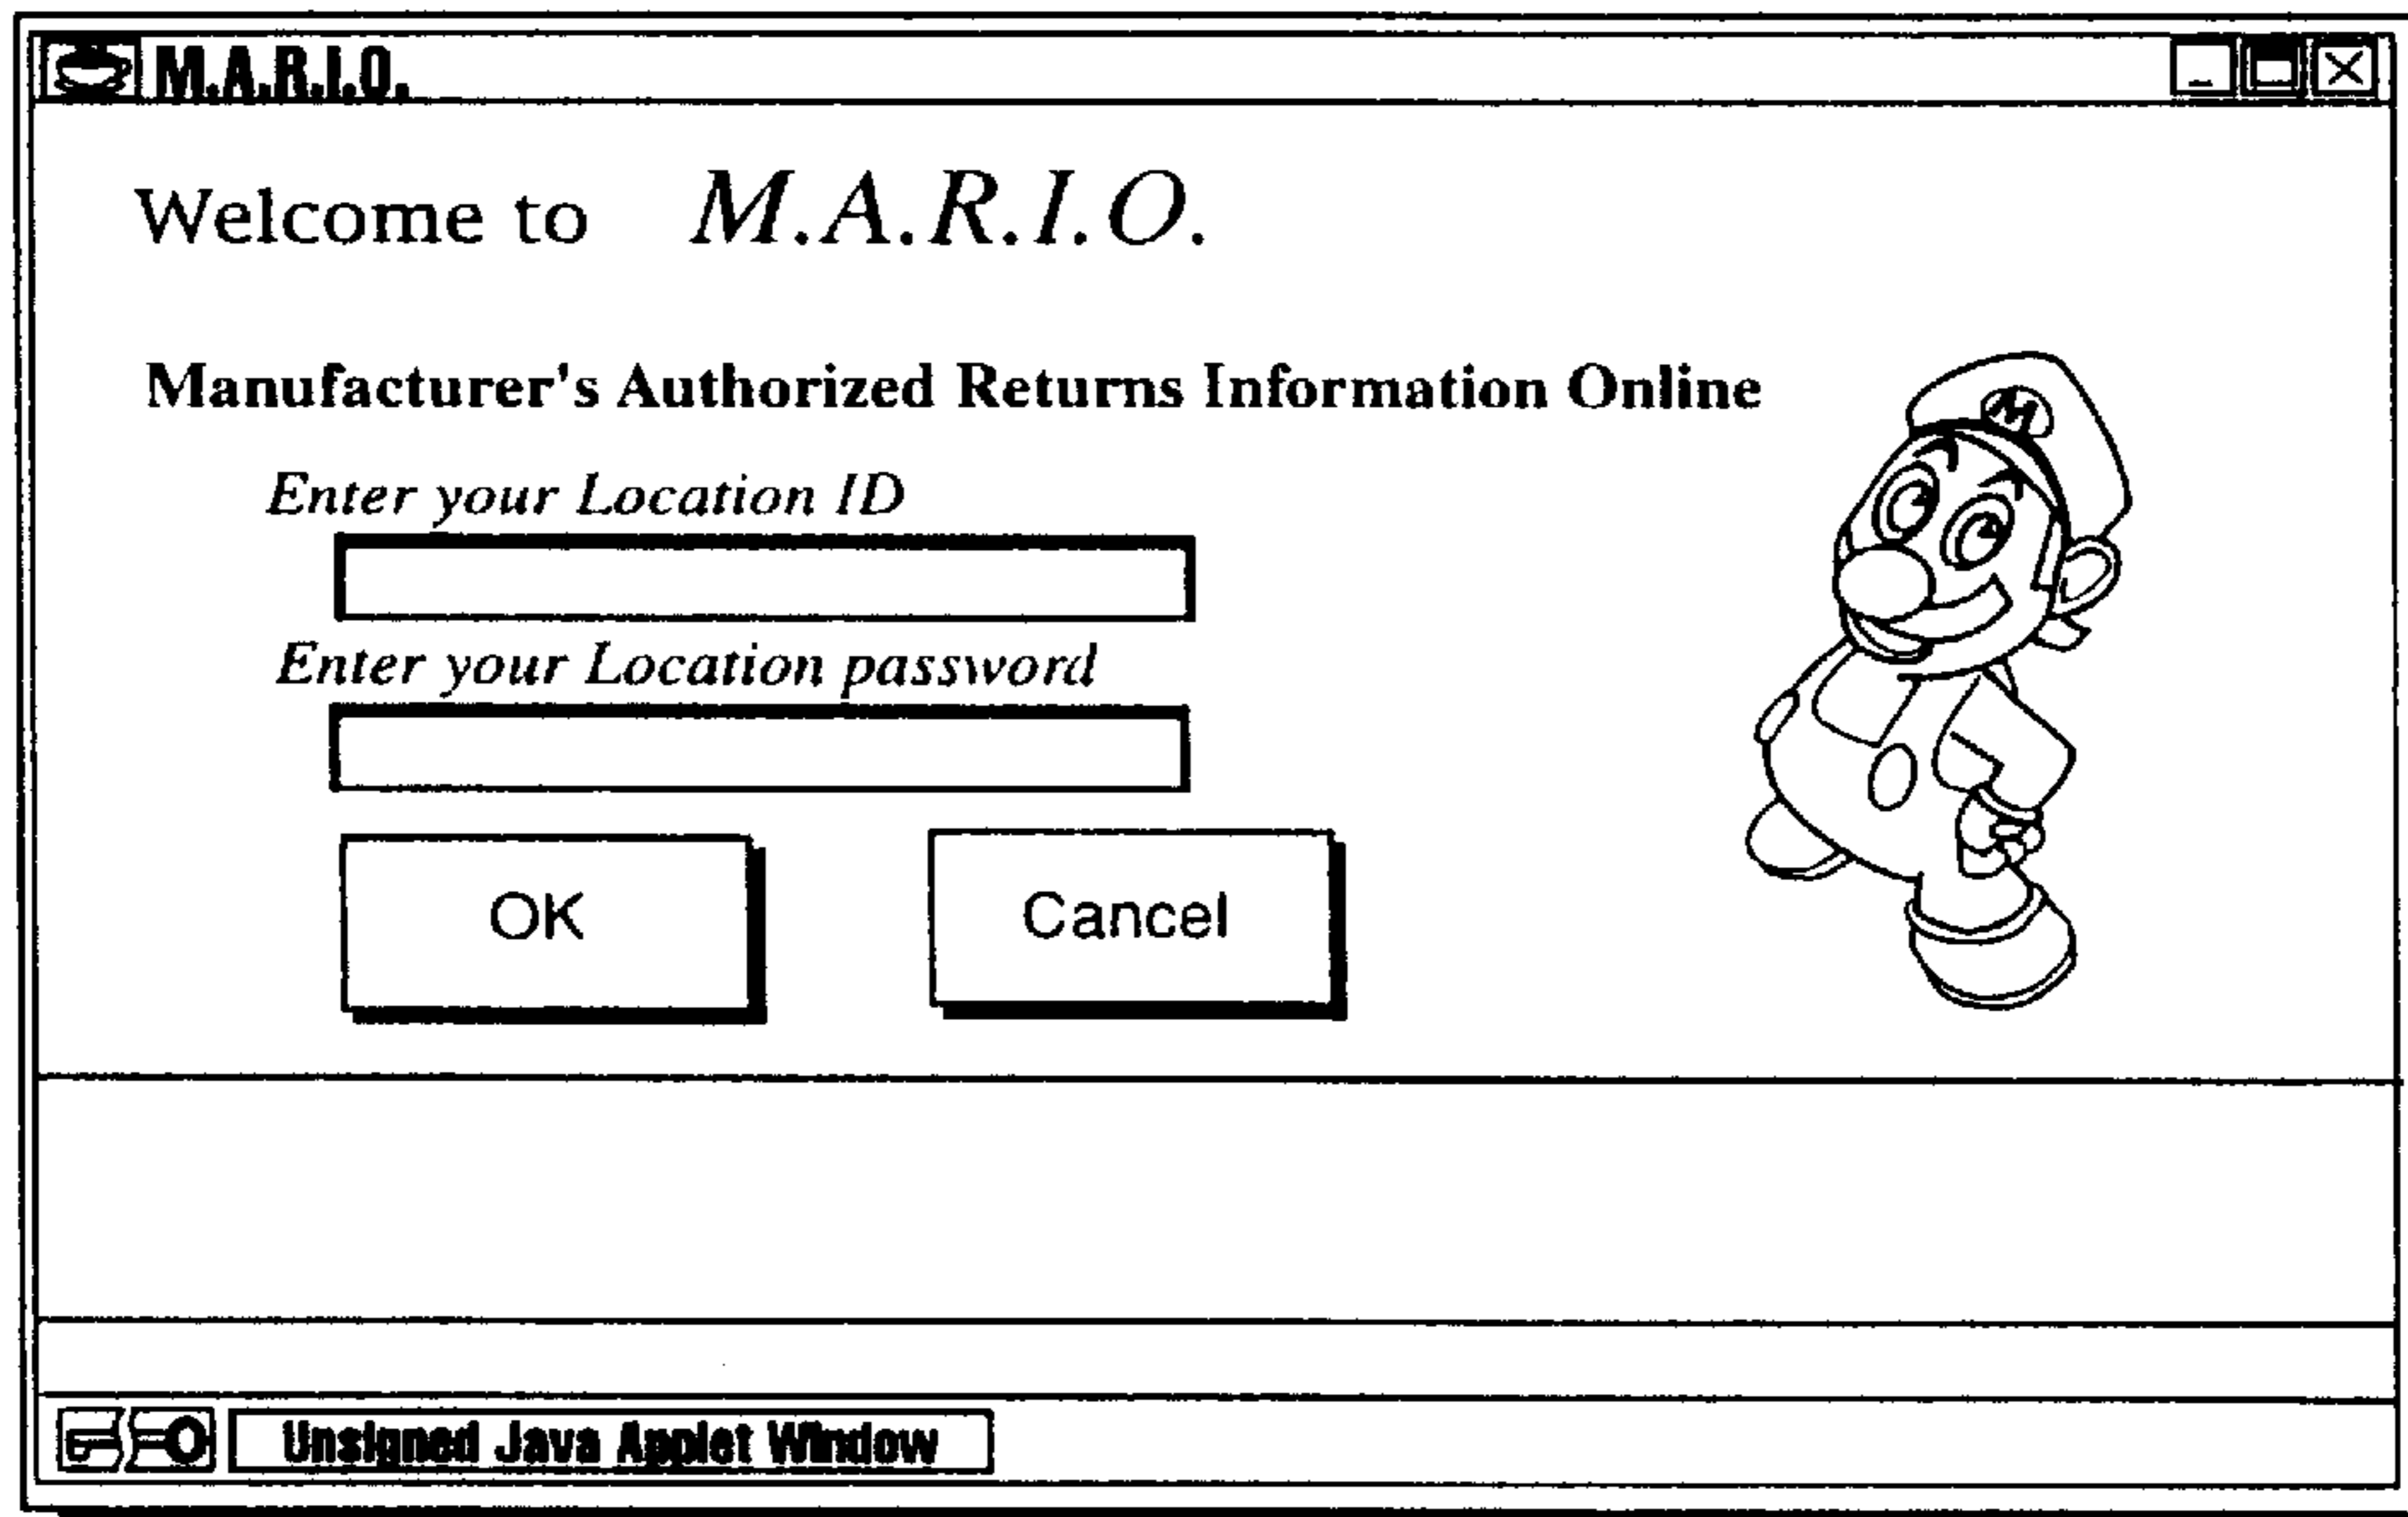 M.A.R.I.O.
Welcome to M.A.R.I.O.
Manufacturer's Authorized Returns Information Online
M
Enter your Location ID
Enter your Location password
OK Cancel
Unsigned Java Applet Window